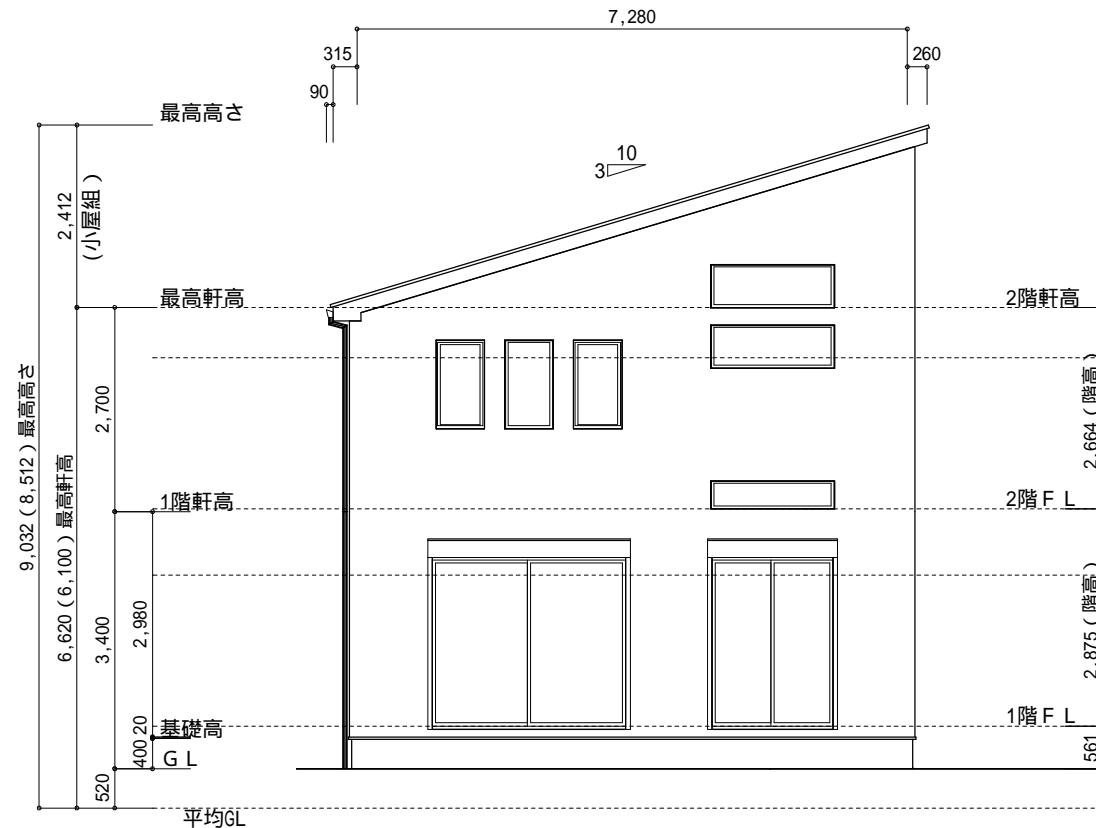 7,280
315
260
90
最高高さ
10
3
2,412
(小屋組)
最高軒高
2階軒高
2,700
2,664(階高)
9,032(8,512)最高高さ
6,620(6,100)最高軒高
1階軒高
2階ＦＬ
3,400
2,980
2,875(階高)
20
基礎高
1階ＦＬ
400
ＧＬ
561
520
平均GL